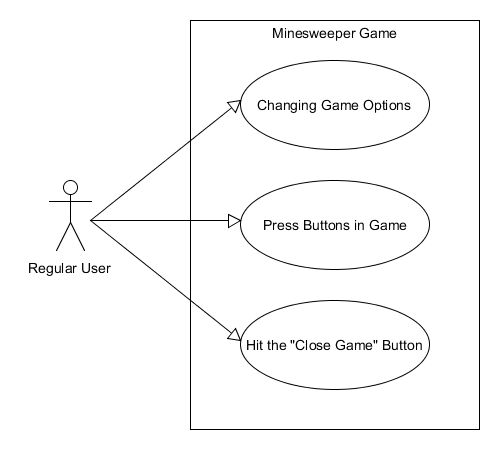 Minesweeper Game
Changing Game Options
Press Buttons in Game
Regular User
Hit the "Close Game" Button